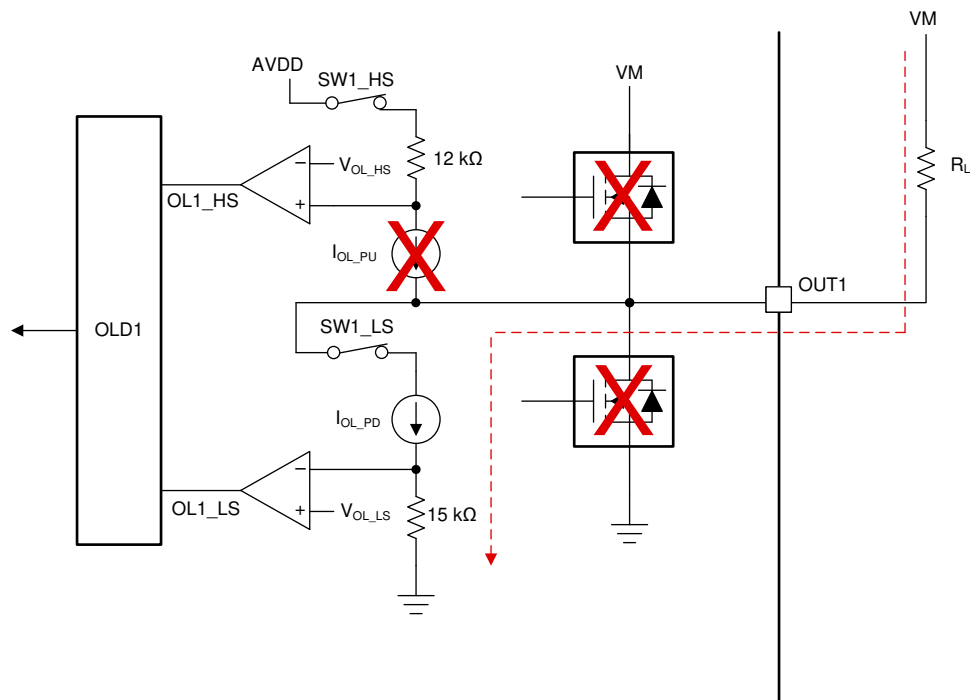 VM
AVDD
SW1_HS
VM
12 kΩ
V_OL_HS
R_L
OL1_HS
I_OL_PU
OUT1
OLD1
SW1_LS
I_OL_PD
OL1_LS
V_OL_LS
15 kΩ